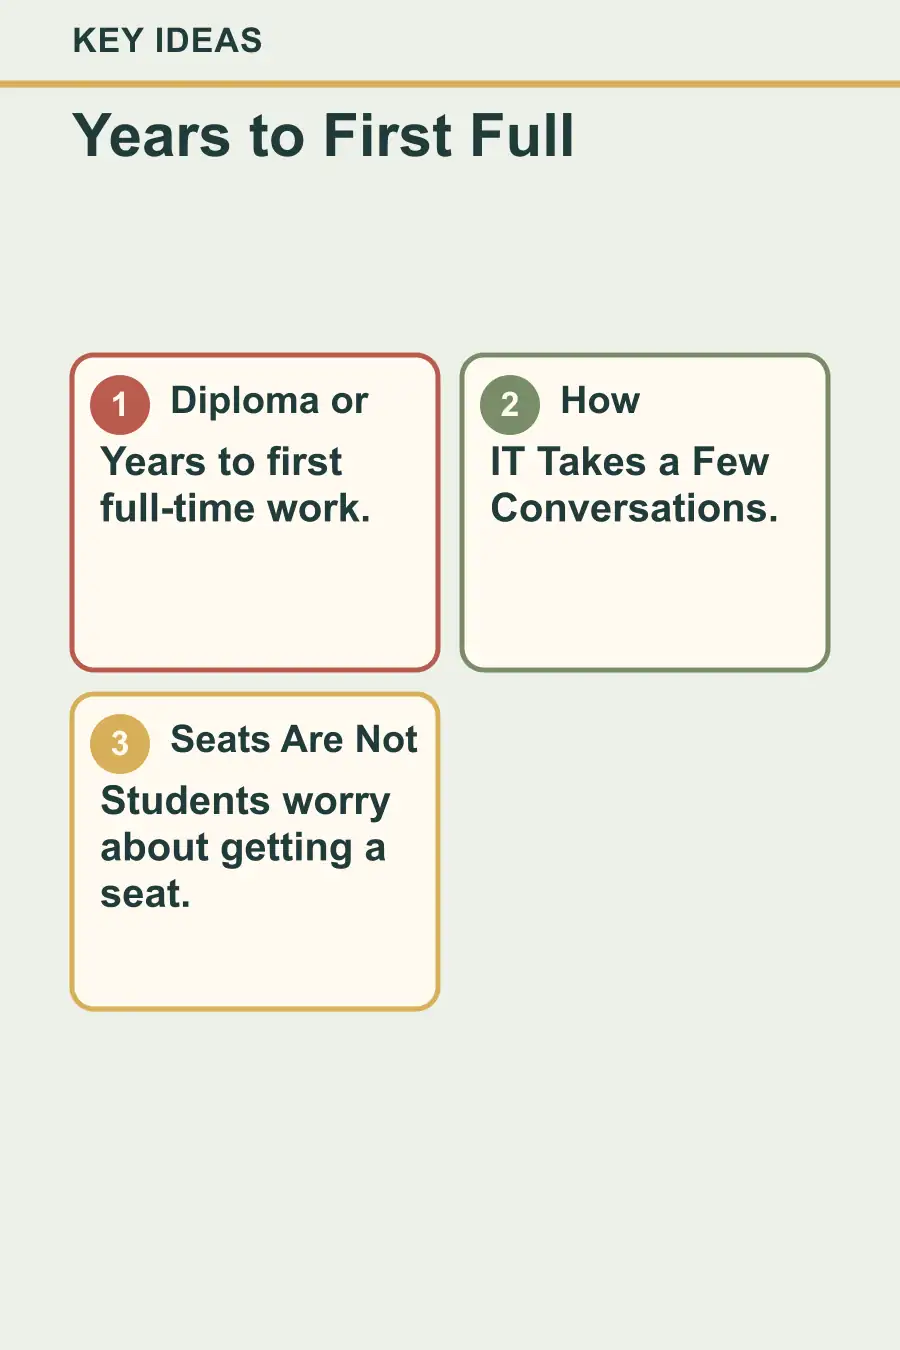 KEY IDEAS
Years to First Full
1 Diploma or
Years to first
full-time work.
2 How
IT Takes a Few
Conversations.
3 Seats Are Not
Students worry
about getting a
seat.